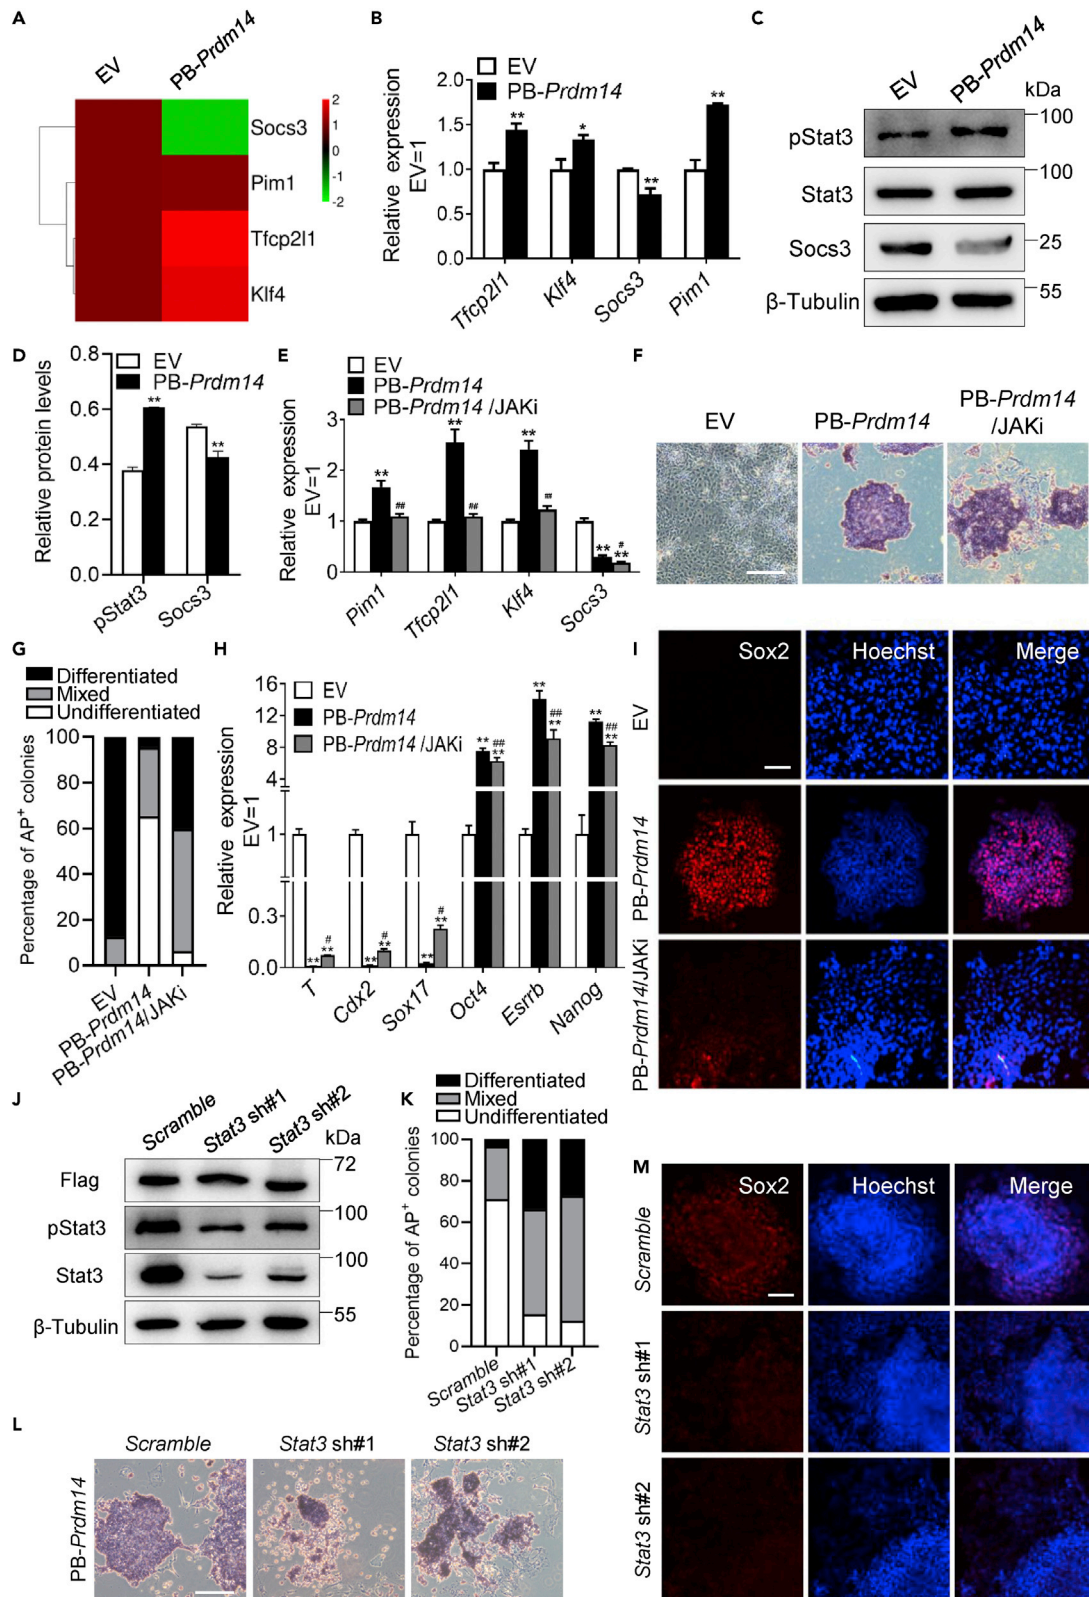 A
EV
PB-Prdm14
Socs3
Pim1
Tfcp2l1
Klf4
2
1
0
-1
-2
B
EV
PB-Prdm14
Relative expression
EV=1
2.0
1.5
1.0
0.5
0.0
**
*
**
**
Tfcp2l1
Klf4
Socs3
Pim1
C
EV
PB-Prdm14
kDa
pStat3
100
Stat3
100
Socs3
25
β-Tubulin
55
D
EV
PB-Prdm14
Relative protein levels
0.8
0.6
0.4
0.2
0.0
**
**
pStat3
Socs3
E
EV
PB-Prdm14
PB-Prdm14 /JAKi
Relative expression
EV=1
3
2
1
0
**
##
**
##
**
##
**
#
**
Pim1
Tfcp2l1
Klf4
Socs3
F
EV
PB-Prdm14
PB-Prdm14
/JAKi
G
Differentiated
Mixed
Undifferentiated
Percentage of AP+ colonies
100
80
60
40
20
0
EV
PB-Prdm14
PB-Prdm14/JAKi
H
EV
PB-Prdm14
PB-Prdm14 /JAKi
Relative expression
EV=1
16
12
8
4
1
0.3
0.0
**
#
**
**
#
**
**
#
**
**
##
**
**
##
**
**
##
**
T
Cdx2
Sox17
Oct4
Esrrb
Nanog
I
Sox2
Hoechst
Merge
EV
PB-Prdm14
PB-Prdm14/JAKi
J
Scramble
Stat3 sh#1
Stat3 sh#2
kDa
Flag
72
pStat3
100
Stat3
100
β-Tubulin
55
K
Differentiated
Mixed
Undifferentiated
Percentage of AP+ colonies
100
80
60
40
20
0
Scramble
Stat3 sh#1
Stat3 sh#2
L
Scramble
Stat3 sh#1
Stat3 sh#2
PB-Prdm14
M
Sox2
Hoechst
Merge
Scramble
Stat3 sh#1
Stat3 sh#2